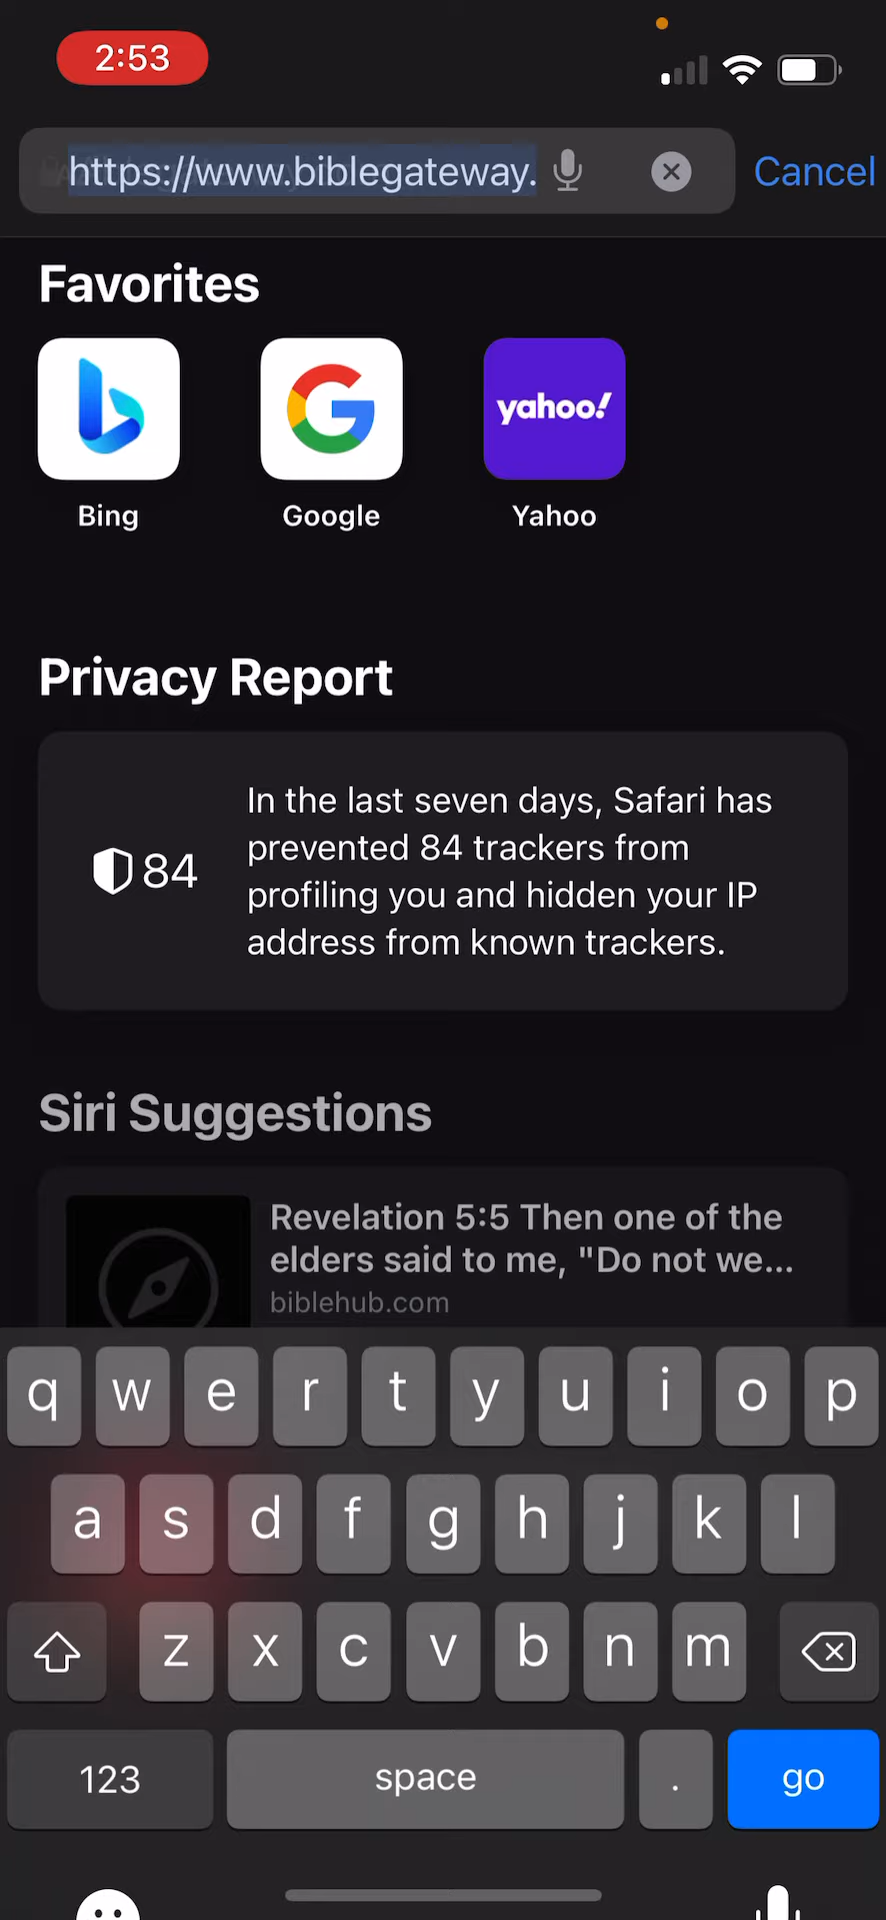 2:53
https://www.biblegateway.
Cancel
Favorites
yahoo!
Bing
Google
Yahoo
Privacy Report
84
In the last seven days, Safari has
prevented 84 trackers from
profiling you and hidden your IP
address from known trackers.
Siri Suggestions
Revelation 5:5 Then one of the
elders said to me, "Do not we...
biblehub.com
q w e r t y u i o p
a s d f g h j k l
z x c v b n m
123 space . go